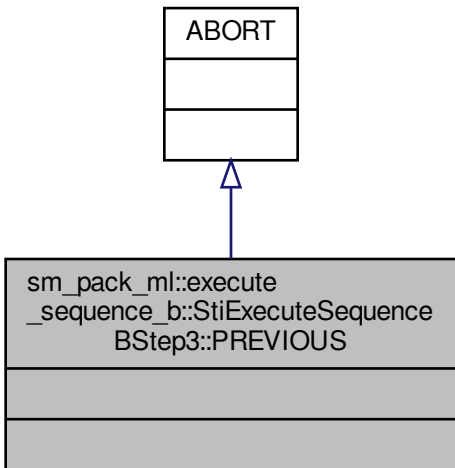 ABORT
sm_pack_ml::execute
_sequence_b::StiExecuteSequence
BStep3::PREVIOUS